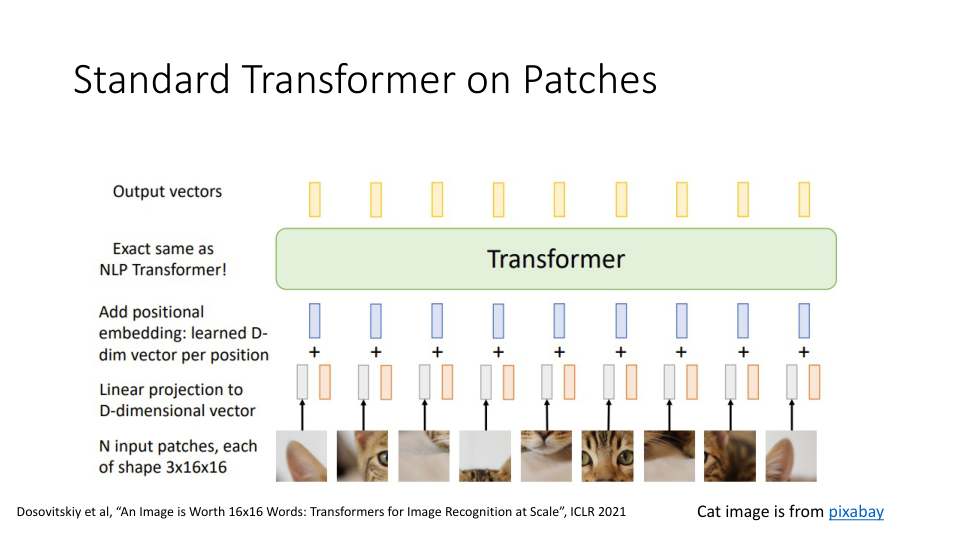 Standard Transformer on Patches
Output vectors
Exact same as
NLP Transformer!
Transformer
Add positional
embedding: learned D-
dim vector per position
+ + + + + + + + +
Linear projection to
D-dimensional vector
N input patches, each
of shape 3x16x16
Dosovitskiy et al, “An Image is Worth 16x16 Words: Transformers for Image Recognition at Scale”, ICLR 2021
Cat image is from pixabay